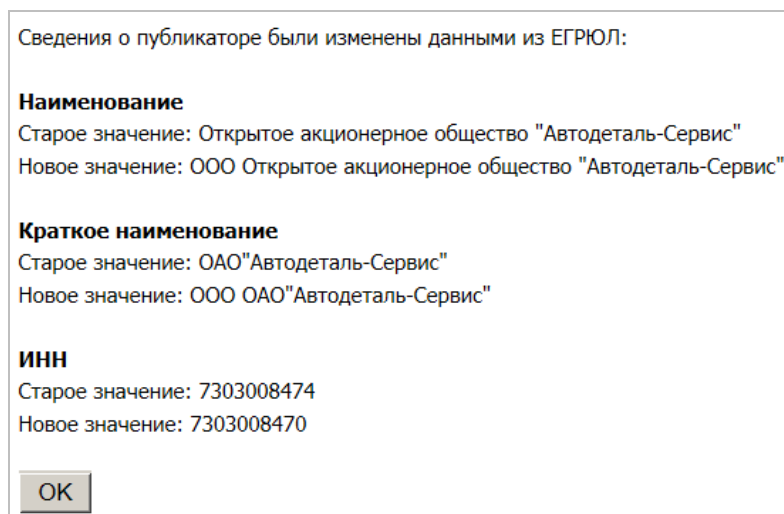 Сведения о публикаторе были изменены данными из ЕГРЮЛ:
Наименование
Старое значение: Открытое акционерное общество "Автодеталь-Сервис"
Новое значение: ООО Открытое акционерное общество "Автодеталь-Сервис"
Краткое наименование
Старое значение: ОАО"Автодеталь-Сервис"
Новое значение: ООО ОАО"Автодеталь-Сервис"
ИНН
Старое значение: 7303008474
Новое значение: 7303008470
OK